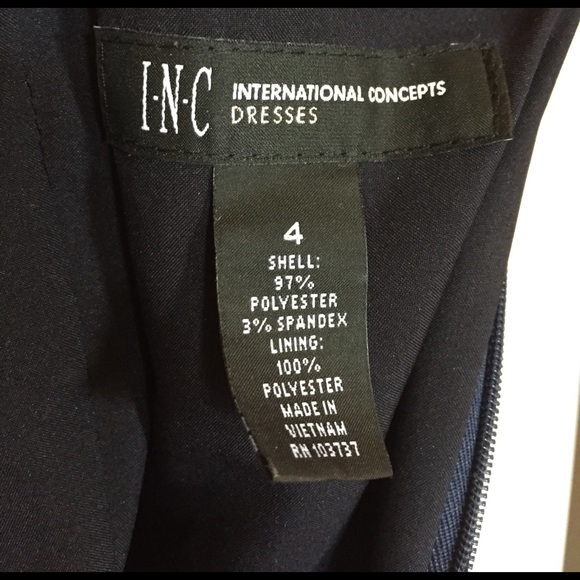 I·N·C INTERNATIONAL CONCEPTS
DRESSES
4
SHELL:
97%
POLYESTER
3% SPANDEX
LINING:
100%
POLYESTER
MADE IN
VIETNAM
RN 103737